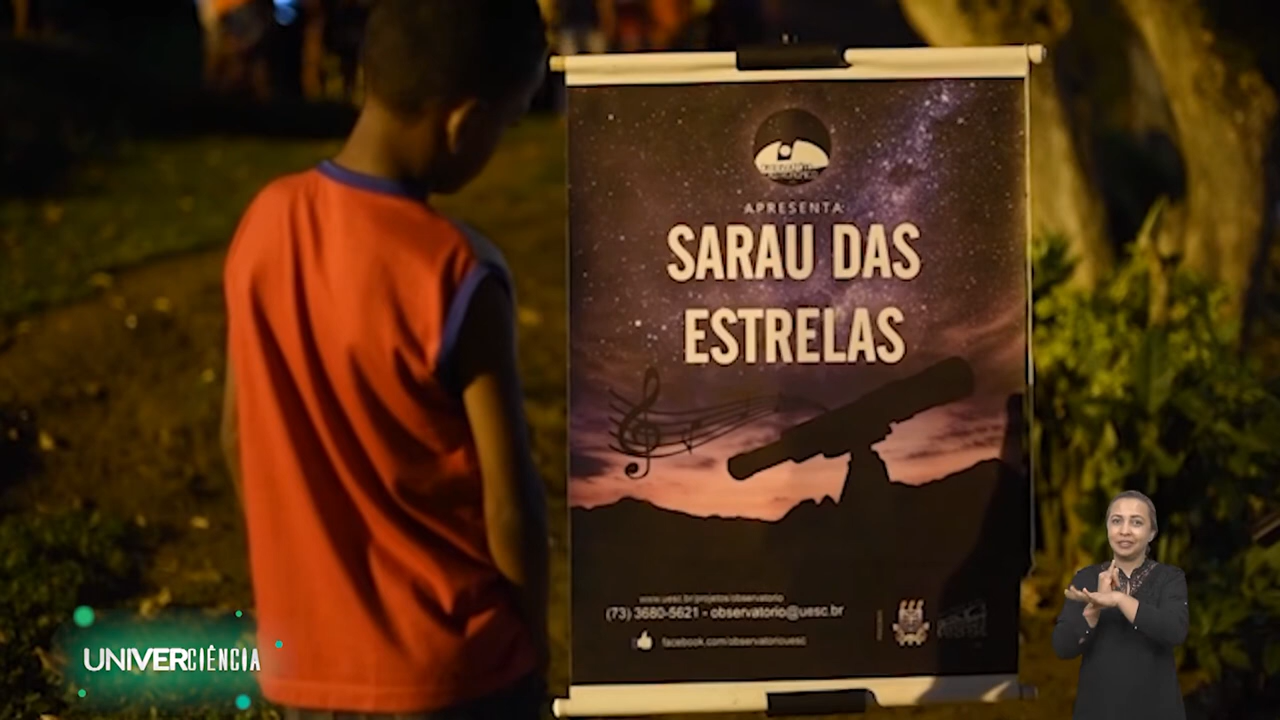 APRESENTA:
SARAU DAS
ESTRELAS
www.uesc.br/projetos/observatorio
(73) 3680-5621 - observatorio@uesc.br
facebook.com/observatoriouesc
UNIVERCIÊNCIA